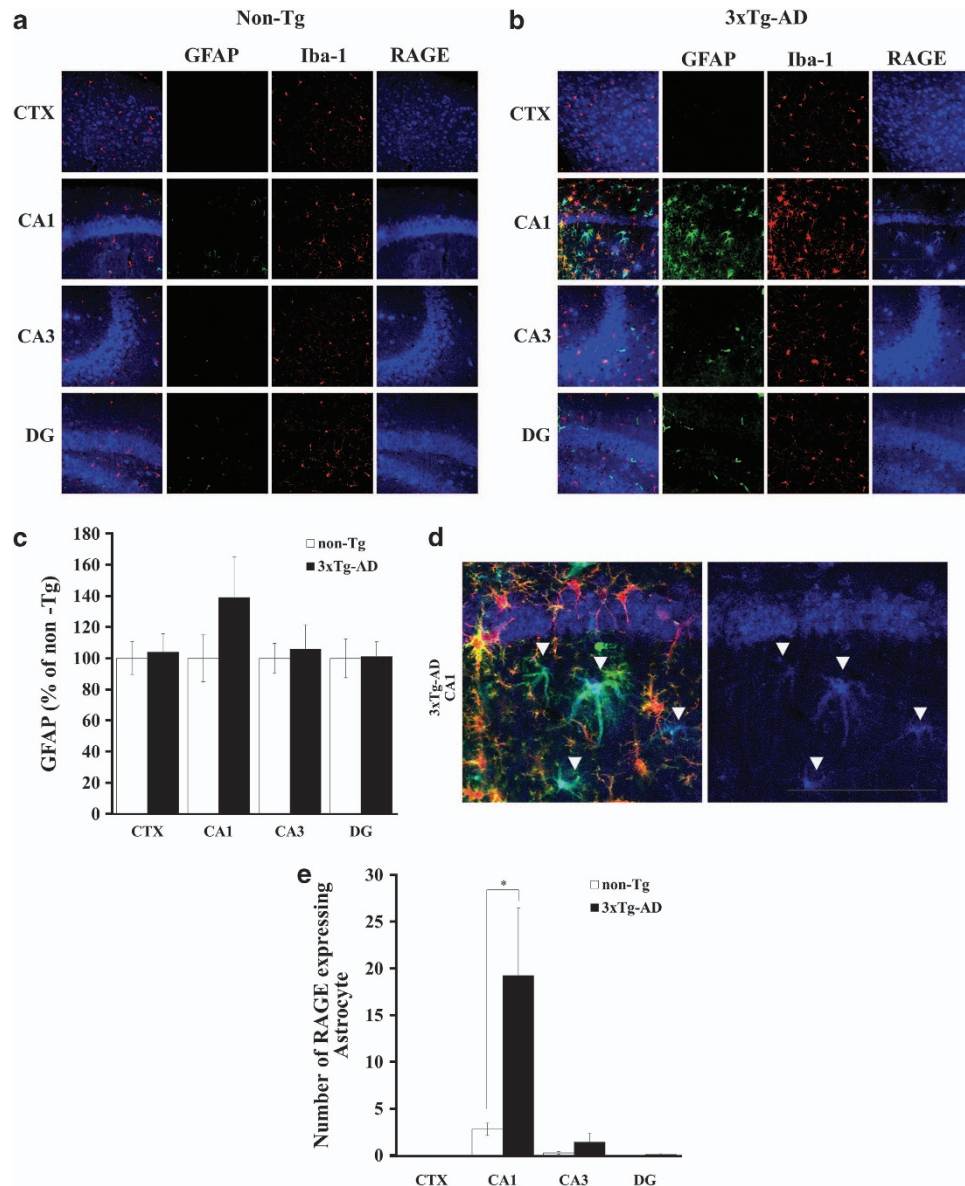 a
Non-Tg
GFAP Iba-1 RAGE
CTX
CA1
CA3
DG
b
3xTg-AD
GFAP Iba-1 RAGE
CTX
CA1
CA3
DG
c
GFAP (% of non -Tg)
180
160
140
120
100
80
60
40
20
0
non-Tg
3xTg-AD
CTX CA1 CA3 DG
d
3xTg-AD
CA1
e
Number of RAGE expressing
Astrocyte
30
25
20
15
10
5
0
*
non-Tg
3xTg-AD
CTX CA1 CA3 DG